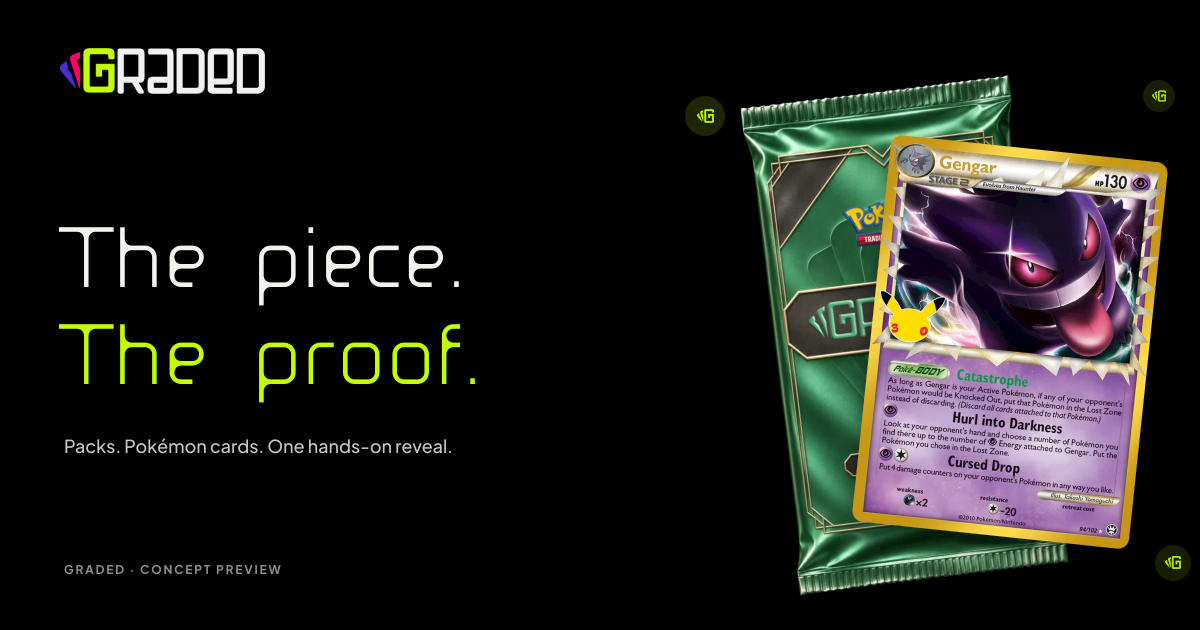 GRADED
The piece.
The proof.
Packs. Pokémon cards. One hands-on reveal.
GRADED · CONCEPT PREVIEW
G
G
G
Gengar
STAGE 2
Evolves from Haunter
HP 130
30
Poké-BODY
Catastrophe
As long as Gengar is your Active Pokémon, if any of your opponent's
Pokémon would be Knocked Out, put that Pokémon in the Lost Zone
instead of discarding. (Discard all cards attached to that Pokémon.)
Hurl into Darkness
Look at your opponent's hand and choose a number of Pokémon you
find there up to the number of Energy attached to Gengar. Put the
Pokémon you chose in the Lost Zone.
Cursed Drop
Put 4 damage counters on your opponent's Pokémon in any way you like.
Illus. Takashi Yamaguchi
weakness
×2
resistance
-20
retreat cost
©2010 Pokémon/Nintendo
94/102